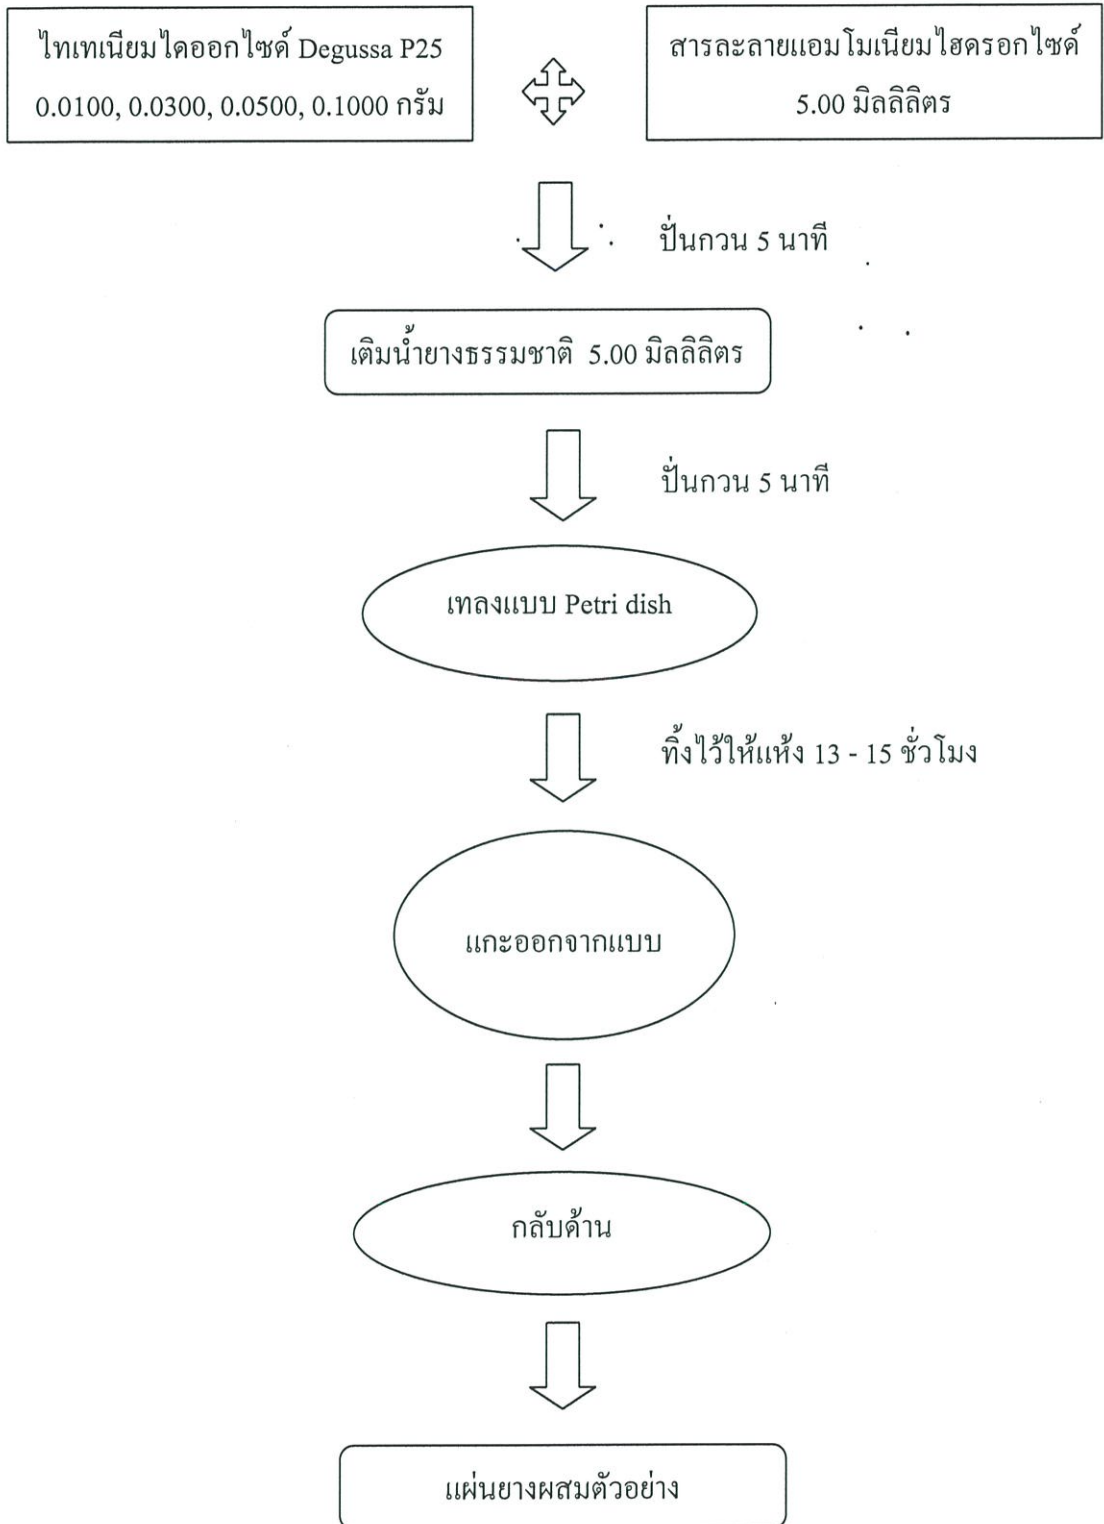 ไทเทเนียมไดออกไซด์ Degussa P25
0.0100, 0.0300, 0.0500, 0.1000 กรัม
สารละลายแอมโมเนียมไฮดรอกไซด์
5.00 มิลลิลิตร
ปั่นกวน 5 นาที
เติมน้ำยางธรรมชาติ 5.00 มิลลิลิตร
ปั่นกวน 5 นาที
เทลงแบบ Petri dish
ทิ้งไว้ให้แห้ง 13 - 15 ชั่วโมง
แกะออกจากแบบ
กลับด้าน
แผ่นยางผสมตัวอย่าง